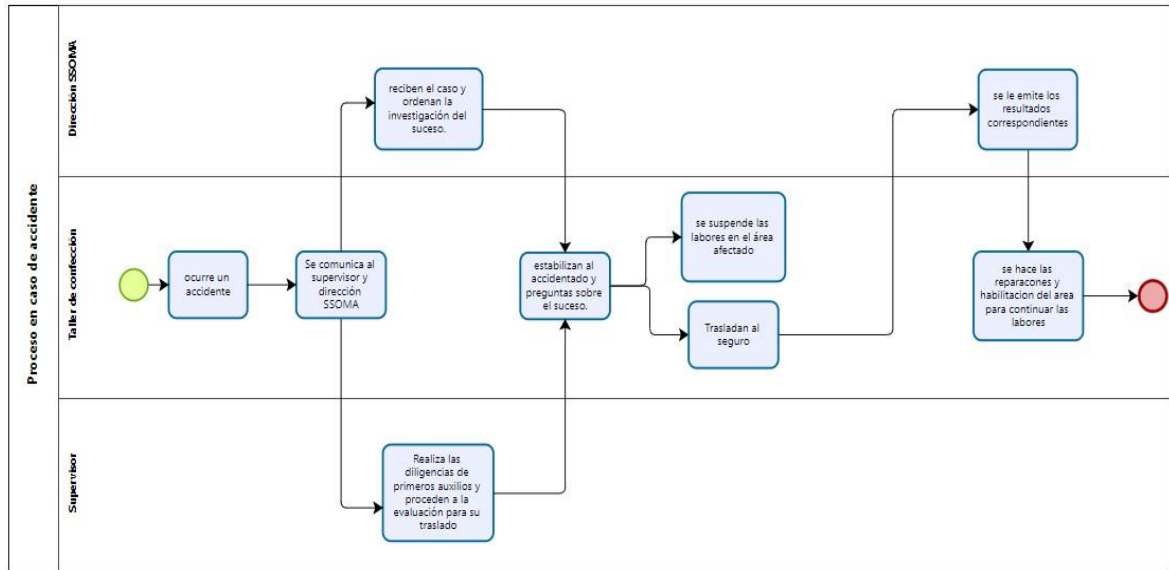 Proceso en caso de accidente
Dirección SSOMA
reciben el caso y
ordenan la
investigación del
suceso.
se le emite los
resultados
correspondientes
Taller de confección
ocurre un
accidente
Se comunica al
supervisor y
dirección
SSOMA
estabilizan al
accidentado y
preguntas sobre
el suceso.
se suspende las
labores en el área
afectado
Trasladan al
seguro
se hace las
reparacones y
habilitacion del area
para continuar las
labores
Supervisor
Realiza las
diligencias de
primeros auxilios y
proceden a la
evaluación para su
traslado